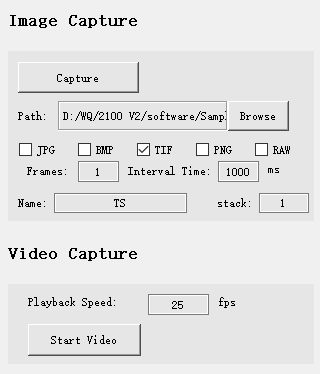 Image Capture
Capture
Path: D:/WQ/2100 V2/software/Sampl Browse
JPG BMP TIF PNG RAW
Frames: 1 Interval Time: 1000 ms
Name: TS stack: 1
Video Capture
Playback Speed: 25 fps
Start Video